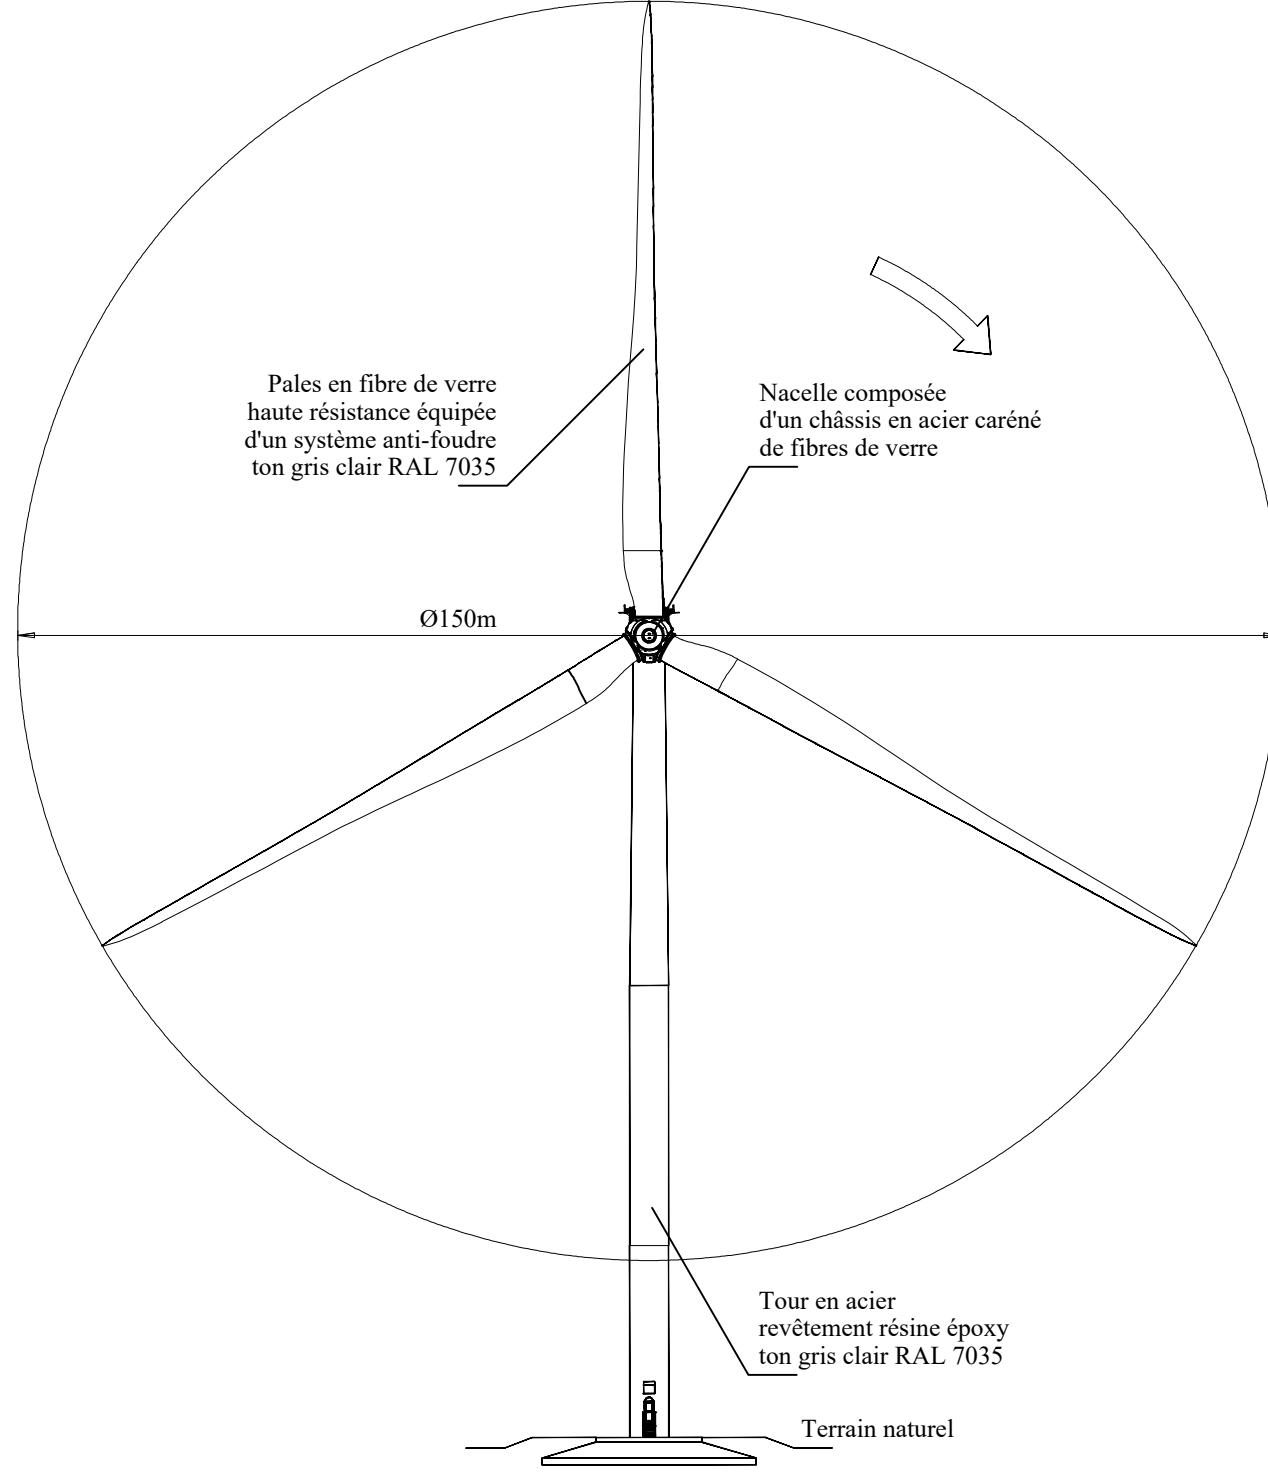 Pales en fibre de verre
haute résistance équipée
d'un système anti-foudre
ton gris clair RAL 7035
Nacelle composée
d'un châssis en acier caréné
de fibres de verre
Ø150m
Tour en acier
revêtement résine époxy
ton gris clair RAL 7035
Terrain naturel